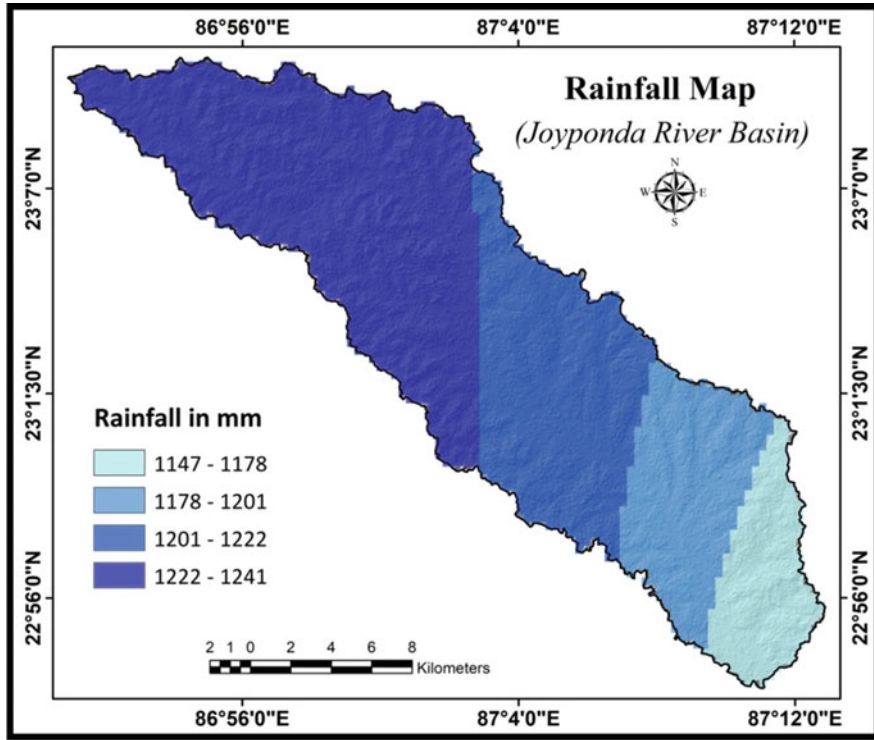 86°56'0"E 87°4'0"E 87°12'0"E
Rainfall Map
(Joyponda River Basin)
N
W E
S
23°7'0"N 23°7'0"N
23°1'30"N 23°1'30"N
Rainfall in mm
1147 - 1178
1178 - 1201
1201 - 1222
1222 - 1241
22°56'0"N 22°56'0"N
2 1 0 2 4 6 8
Kilometers
86°56'0"E 87°4'0"E 87°12'0"E